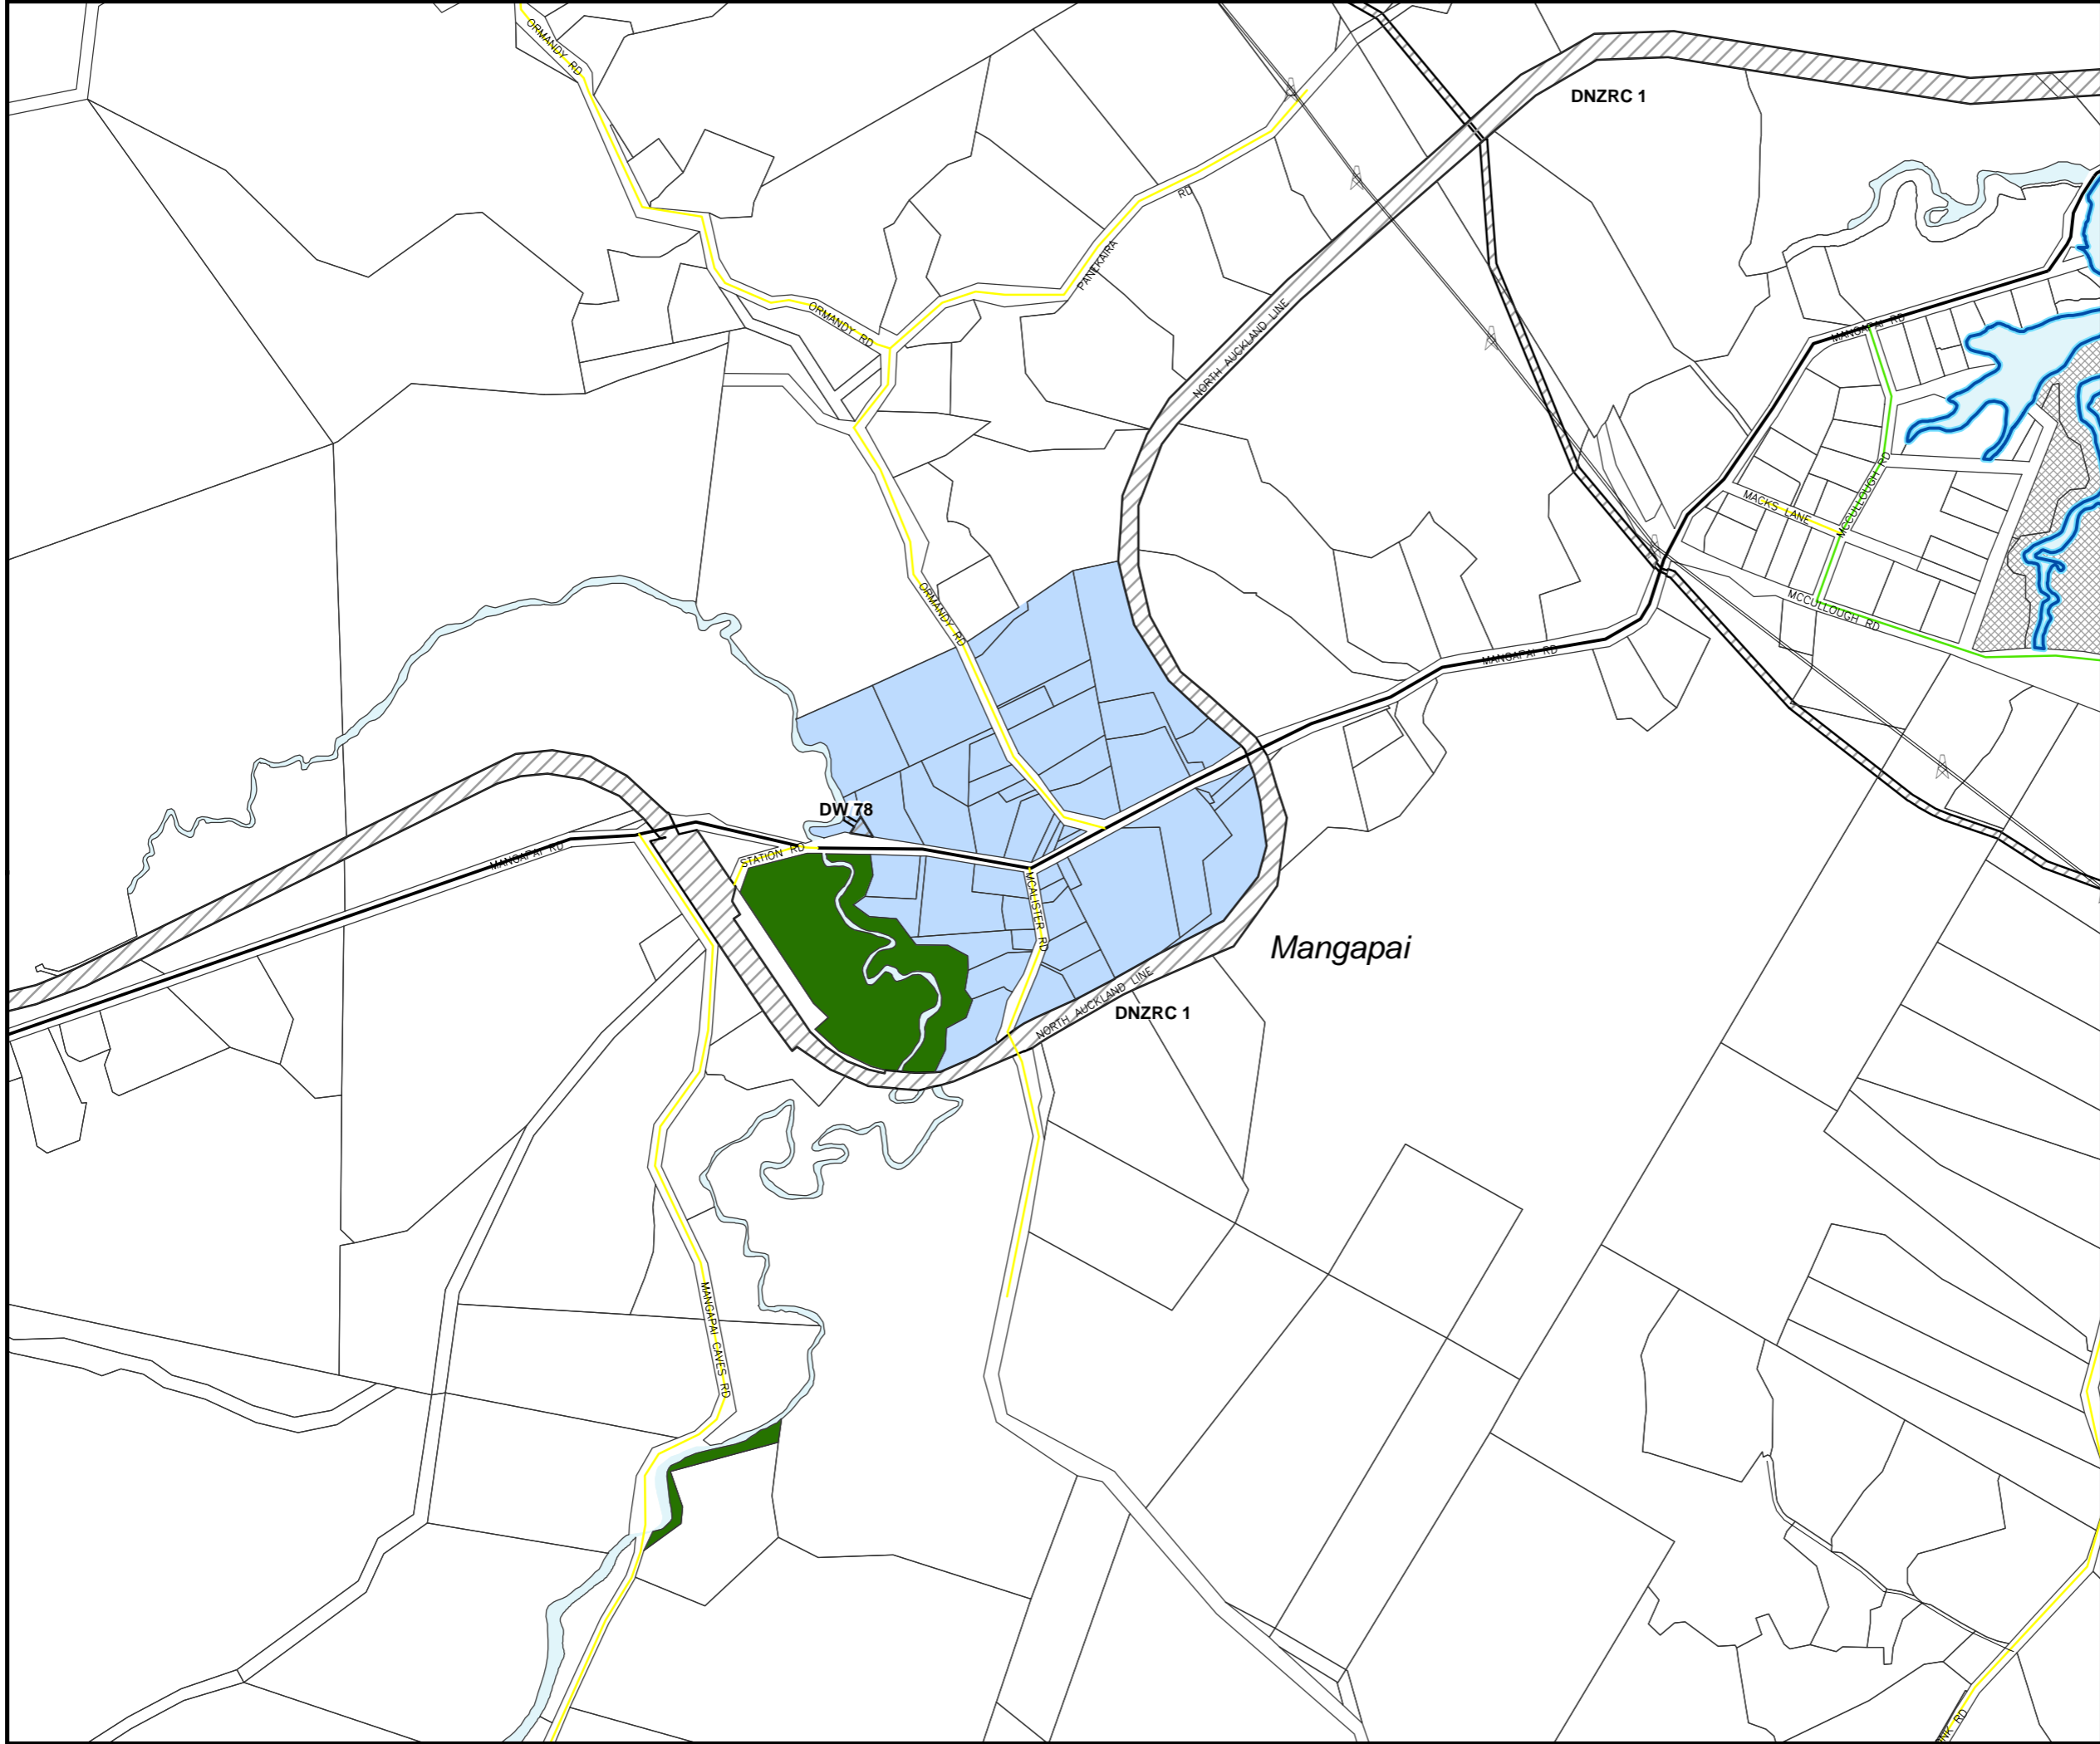 ORMANDY RD
DNZRC 1
RD
PANEKAIRA
ORMANDY RD
NORTH AUCKLAND LINE
MANGAPAI RD
MACKS LANE
MCCULLOUGH RD
ORMANDY RD
MCCULLOUGH RD
MANGAPAI RD
DW 78
MANGAPAI RD
STATION RD
MCALISTER RD
Mangapai
NORTH AUCKLAND LINE
DNZRC 1
MANGAPAI CAVES RD
RD